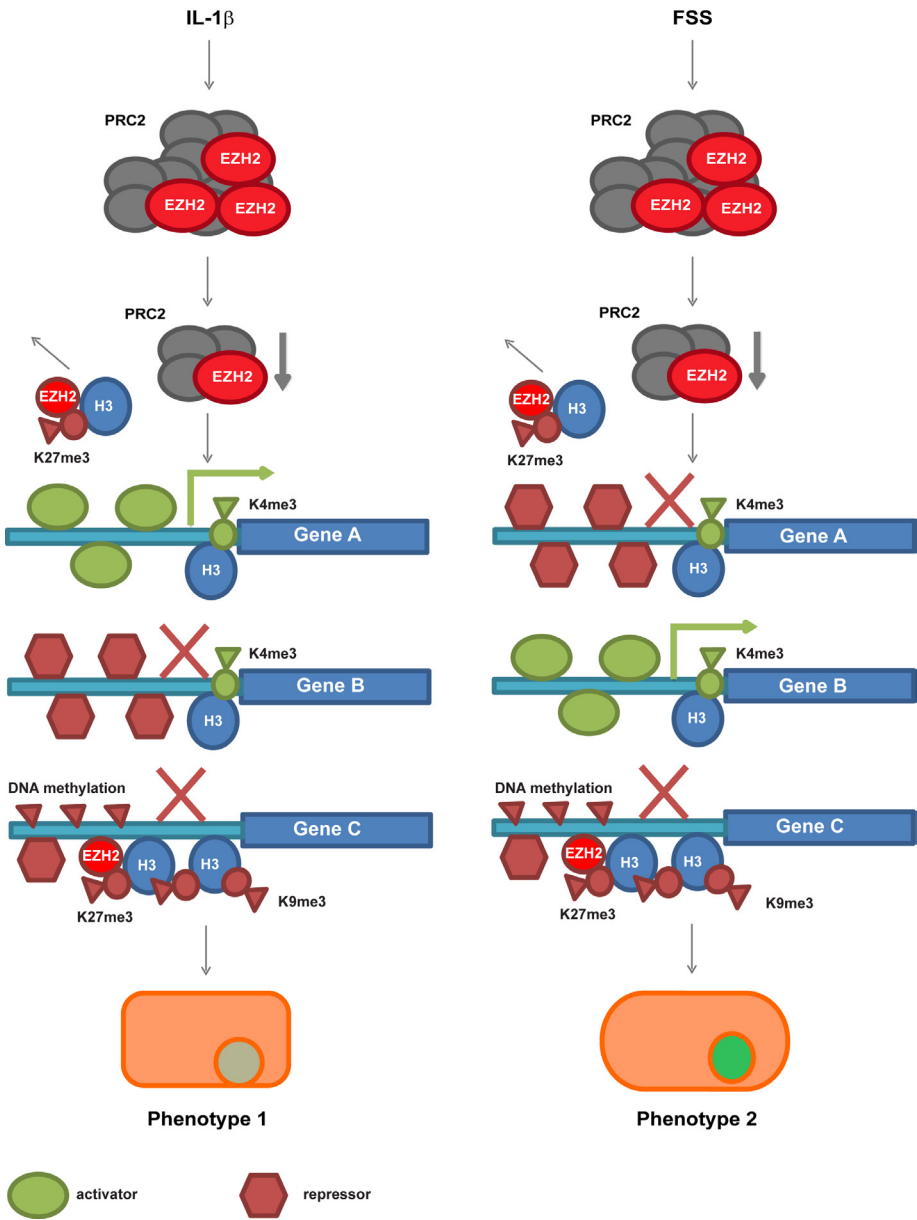 IL-1β
PRC2
EZH2
EZH2
EZH2
PRC2
EZH2
EZH2
H3
K27me3
K4me3
Gene A
H3
K4me3
Gene B
H3
DNA methylation
Gene C
EZH2
H3
H3
K27me3
K9me3
Phenotype 1
FSS
PRC2
EZH2
EZH2
EZH2
PRC2
EZH2
EZH2
H3
K27me3
K4me3
Gene A
H3
K4me3
Gene B
H3
DNA methylation
Gene C
EZH2
H3
H3
K27me3
K9me3
Phenotype 2
activator
repressor